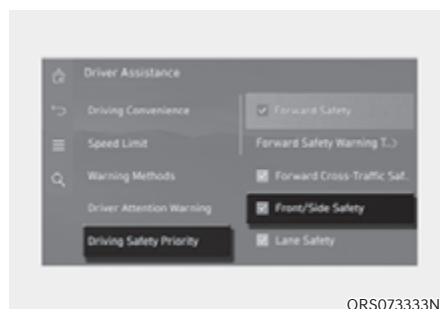 Driver Assistance
Driving Convenience
Speed Limit
Warning Methods
Driver Attention Warning
Driving Safety Priority
Forward Safety
Forward Safety Warning T..>
Forward Cross-Traffic Saf..
Front/Side Safety
Lane Safety
ORS073333N